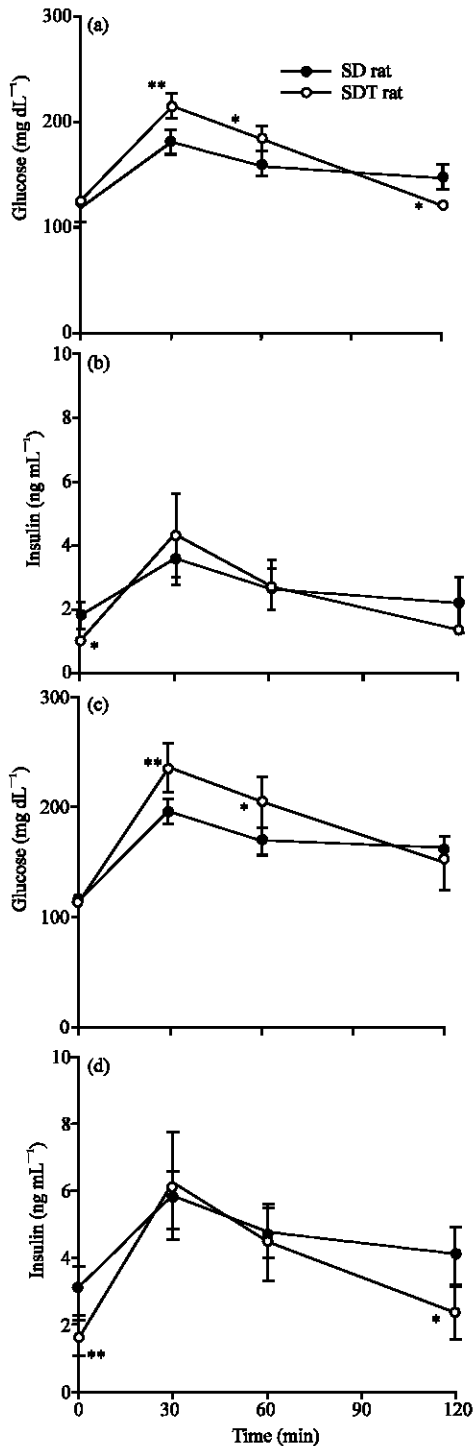 300
(a)
SD rat
SDT rat
**
*
200
Glucose (mg dL⁻¹)
100
*
0
10
(b)
8
6
Insulin (ng mL⁻¹)
4
2
*
0
300
(c)
**
*
200
Glucose (mg dL⁻¹)
100
0
10
(d)
8
6
Insulin (ng mL⁻¹)
4
2
*
**
0
0 30 60 90 120
Time (min)